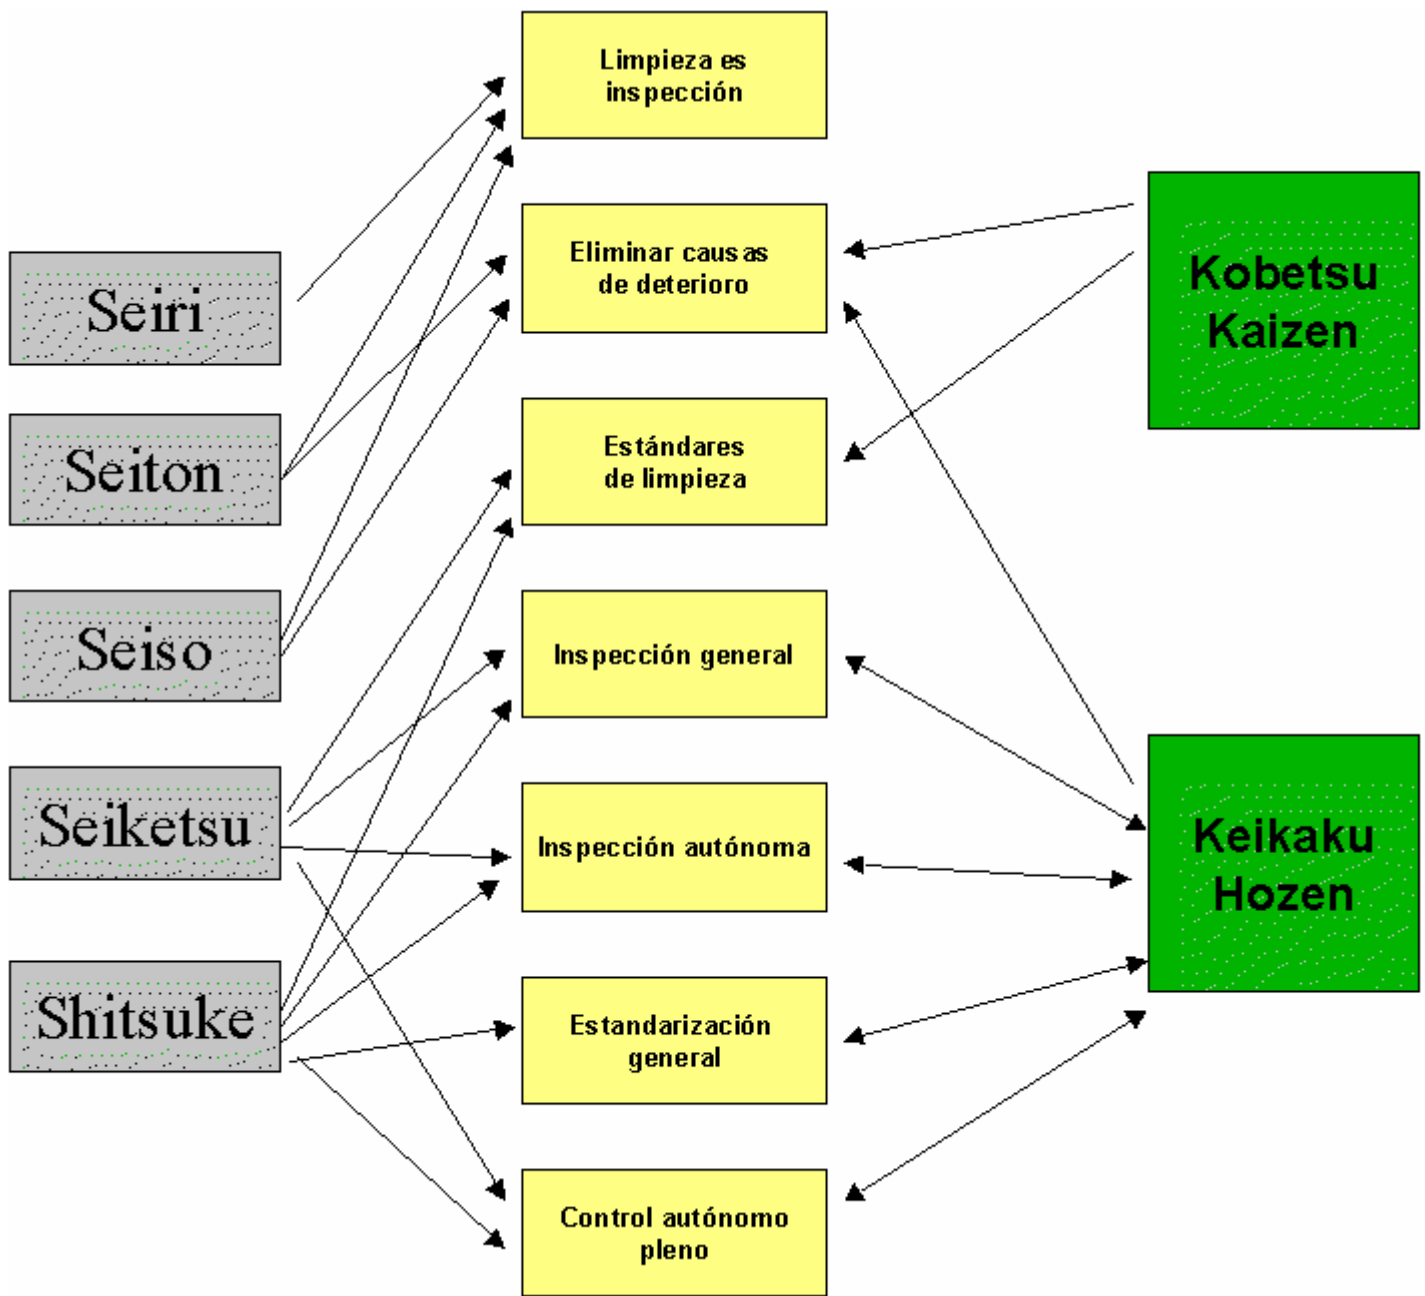 Limpieza es
inspección
Eliminar causas
de deterioro
Estándares
de limpieza
Inspección general
Inspección autónoma
Estandarización
general
Control autónomo
pleno
Seiri
Seiton
Seiso
Seiketsu
Shitsuke
Kobetsu
Kaizen
Keikaku
Hozen